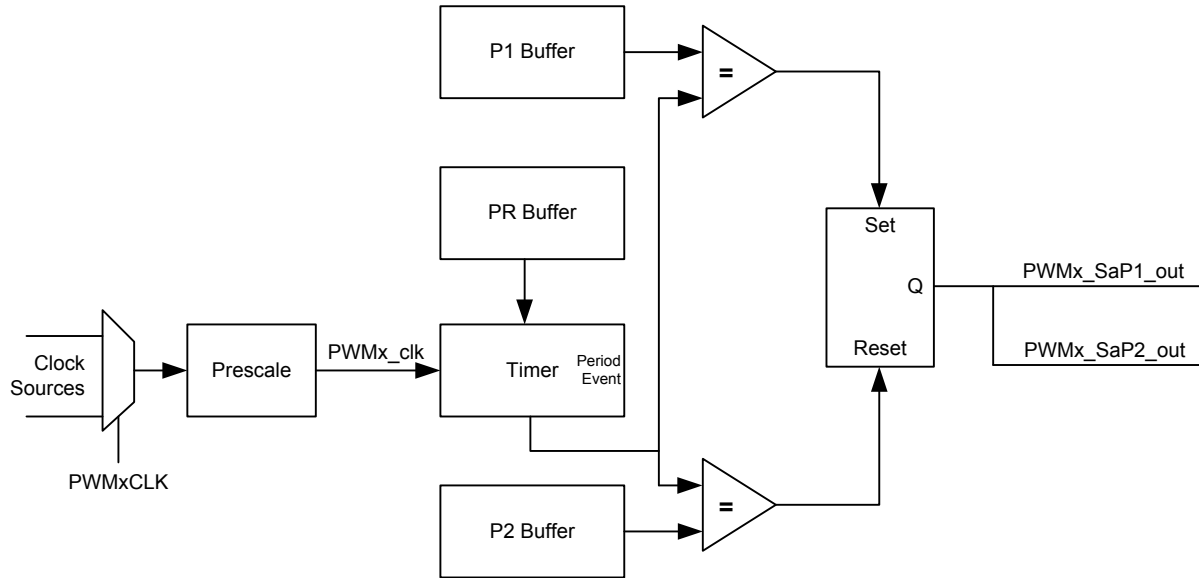 P1 Buffer
=
PR Buffer
Set
Q
PWMx_SaP1_out
Clock
Sources
Prescale
PWMx_clk
Timer
Period
Event
Reset
PWMx_SaP2_out
PWMxCLK
P2 Buffer
=